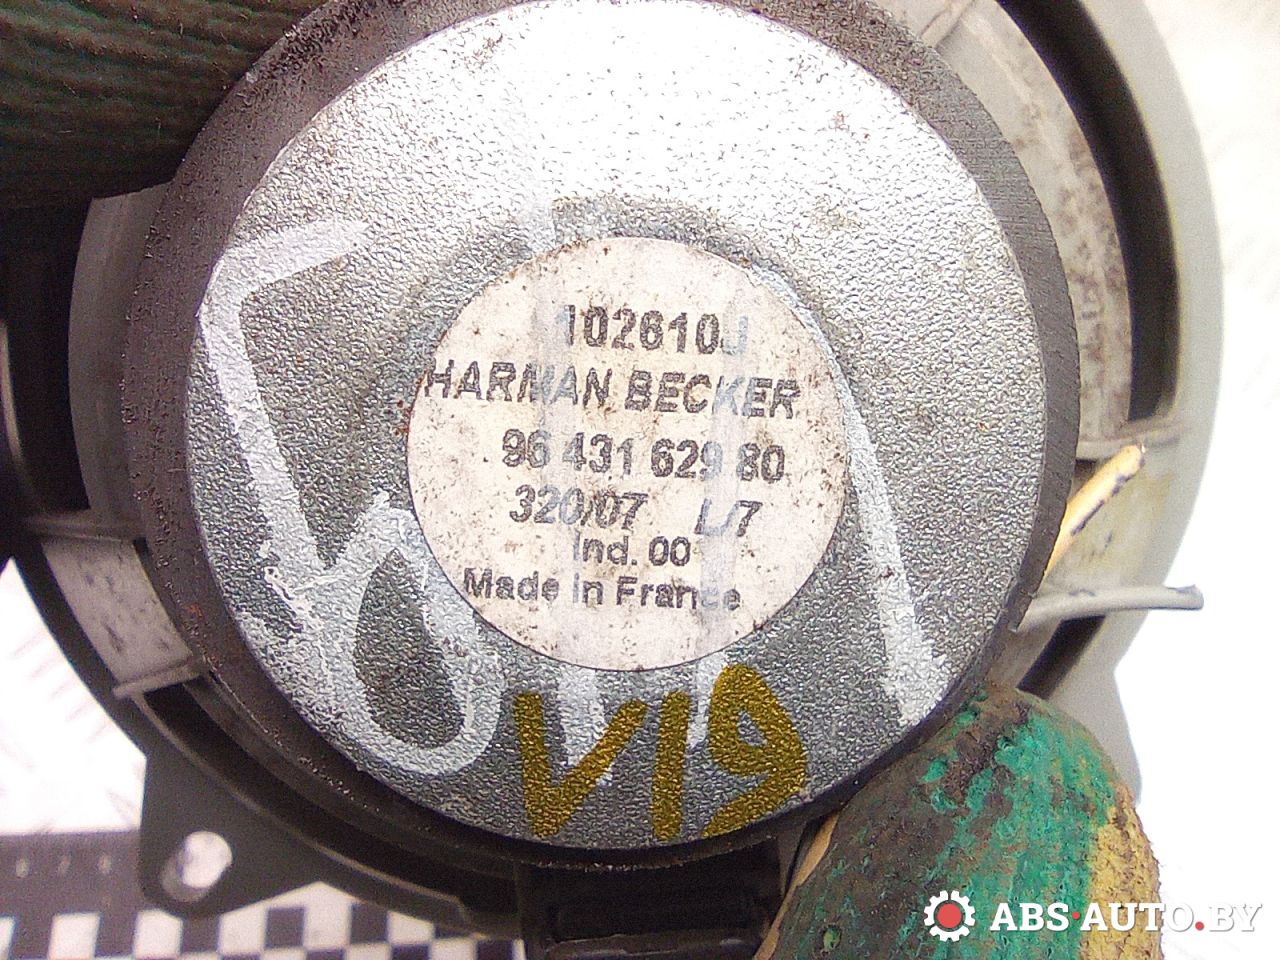 102610J
HARMAN BECKER
96 431 629 80
320/07 L/7
Ind. 00
Made in France
V19
ABS-AUTO.BY